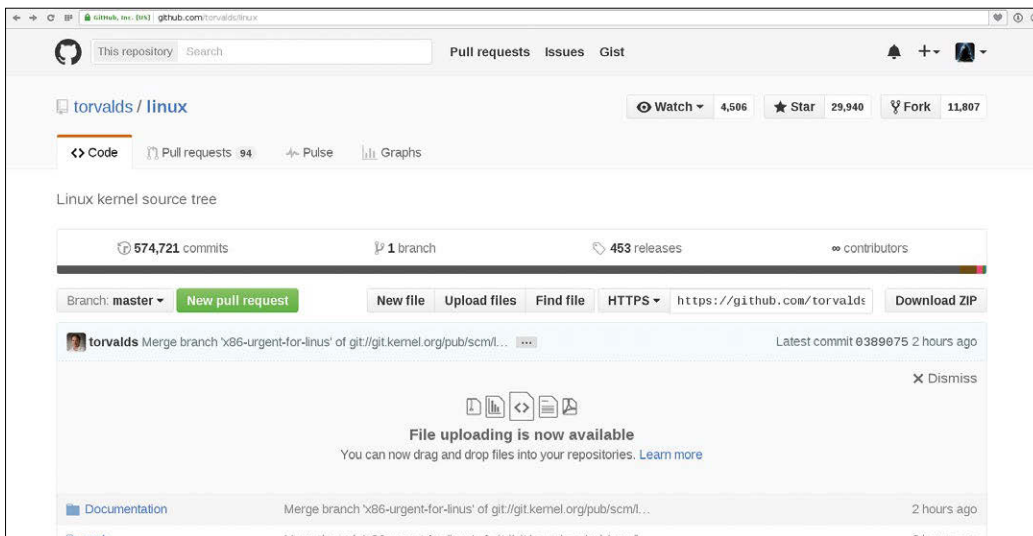 GitHub, Inc. [US] github.com/torvalds/linux
This repository Search Pull requests Issues Gist
torvalds / linux Watch 4,506 Star 29,940 Fork 11,807
Code Pull requests 94 Pulse Graphs
Linux kernel source tree
574,721 commits 1 branch 453 releases ∞ contributors
Branch: master New pull request New file Upload files Find file HTTPS https://github.com/torvalds Download ZIP
torvalds Merge branch 'x86-urgent-for-linus' of git://git.kernel.org/pub/scm/l… ... Latest commit 0389075 2 hours ago
Dismiss
File uploading is now available
You can now drag and drop files into your repositories. Learn more
Documentation Merge branch 'x86-urgent-for-linus' of git://git.kernel.org/pub/scm/l… 2 hours ago